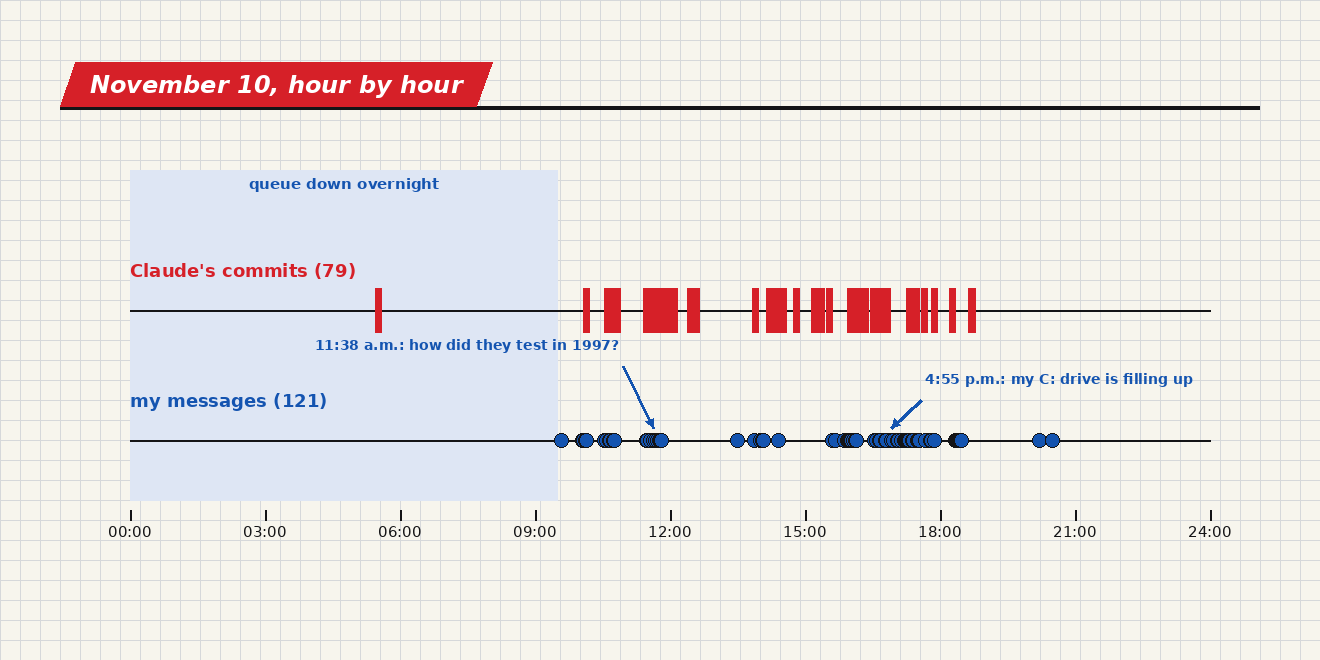 November 10, hour by hour
queue down overnight
Claude's commits (79)
11:38 a.m.: how did they test in 1997?
4:55 p.m.: my C: drive is filling up
my messages (121)
00:00 03:00 06:00 09:00 12:00 15:00 18:00 21:00 24:00